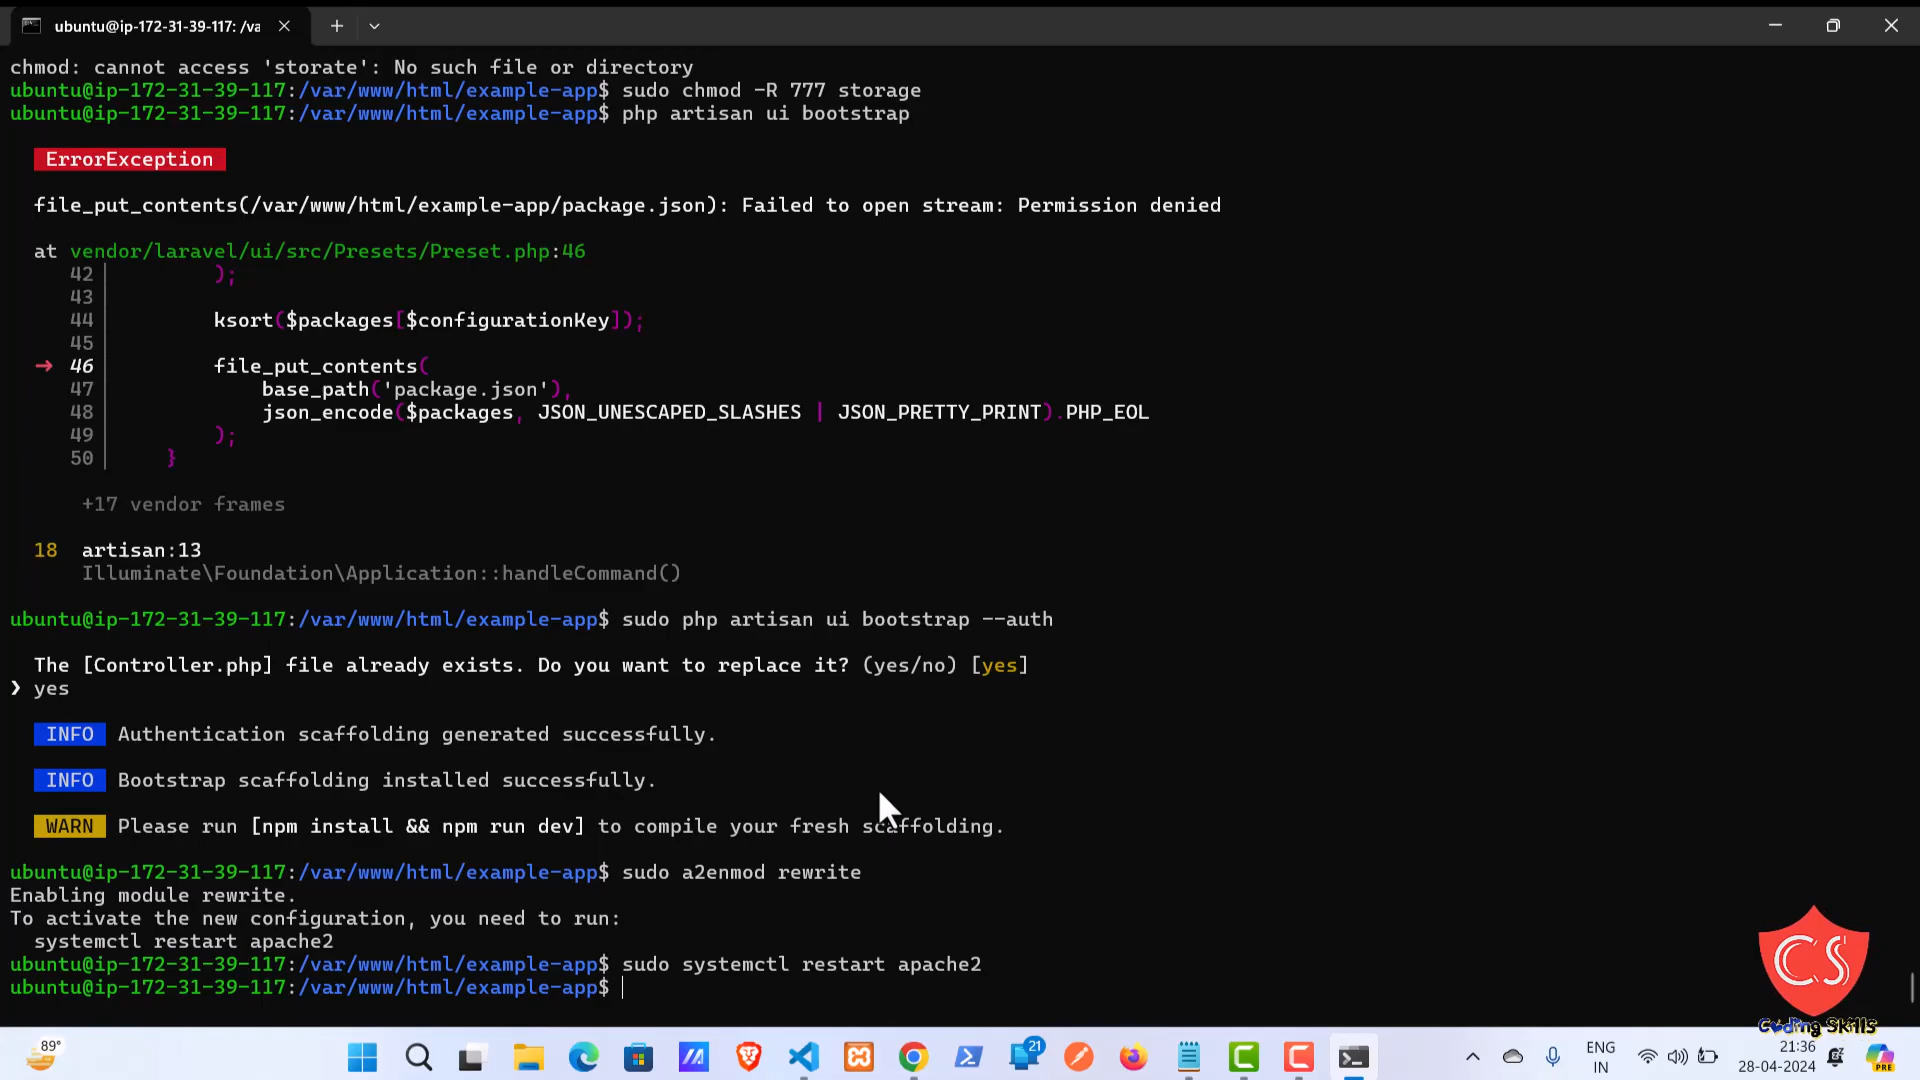 ubuntu@ip-172-31-39-117: /va
chmod: cannot access 'storate': No such file or directory
ubuntu@ip-172-31-39-117:/var/www/html/example-app$ sudo chmod -R 777 storage
ubuntu@ip-172-31-39-117:/var/www/html/example-app$ php artisan ui bootstrap
ErrorException
file_put_contents(/var/www/html/example-app/package.json): Failed to open stream: Permission denied
at vendor/laravel/ui/src/Presets/Preset.php:46
42 );
43
44 ksort($packages[$configurationKey]);
45
→ 46 file_put_contents(
47 base_path('package.json'),
48 json_encode($packages, JSON_UNESCAPED_SLASHES | JSON_PRETTY_PRINT).PHP_EOL
49 );
50 }
+17 vendor frames
18 artisan:13
Illuminate\Foundation\Application::handleCommand()
ubuntu@ip-172-31-39-117:/var/www/html/example-app$ sudo php artisan ui bootstrap --auth
The [Controller.php] file already exists. Do you want to replace it? (yes/no) [yes]
❯ yes
INFO Authentication scaffolding generated successfully.
INFO Bootstrap scaffolding installed successfully.
WARN Please run [npm install && npm run dev] to compile your fresh scaffolding.
ubuntu@ip-172-31-39-117:/var/www/html/example-app$ sudo a2enmod rewrite
Enabling module rewrite.
To activate the new configuration, you need to run:
systemctl restart apache2
ubuntu@ip-172-31-39-117:/var/www/html/example-app$ sudo systemctl restart apache2
ubuntu@ip-172-31-39-117:/var/www/html/example-app$
CS
Coding Skills
89°
21
ENG
IN
21:36
28-04-2024
PRE